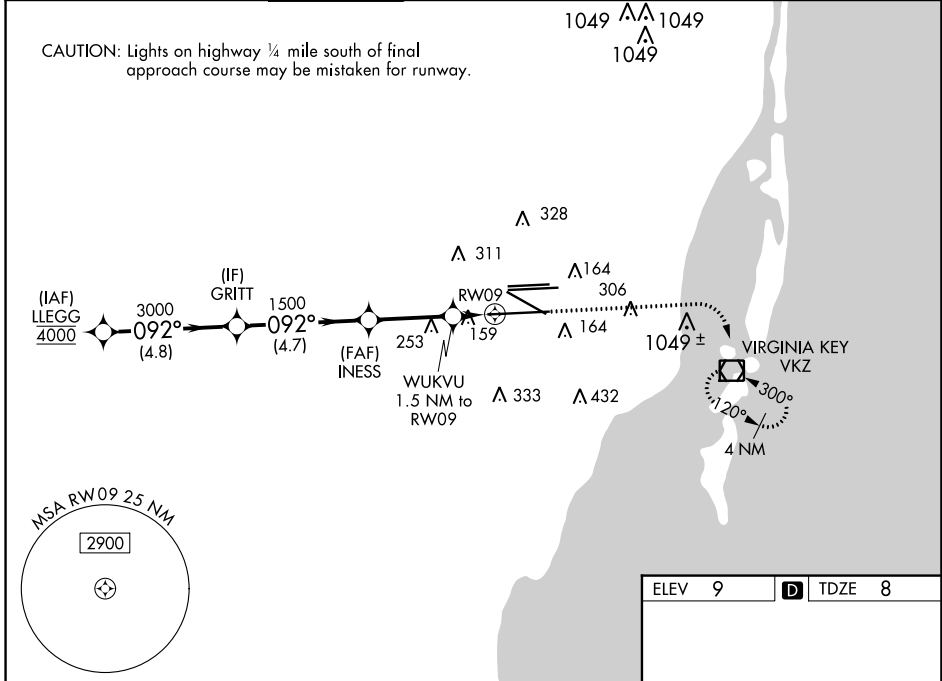 1049 1049
1049
CAUTION: Lights on highway ¼ mile south of final
approach course may be mistaken for runway.
328
311
164
306
(IAF)
LLEGG
4000
3000
092°
(4.8)
(IF)
GRITT
1500
092°
(4.7)
(FAF)
INESS
RW09
253
159
164
1049 ±
WUKVU
1.5 NM to
RW09
333
432
VIRGINIA KEY
VKZ
300°
120°
4 NM
MSA RW09 25 NM
2900
ELEV 9 D TDZE 8